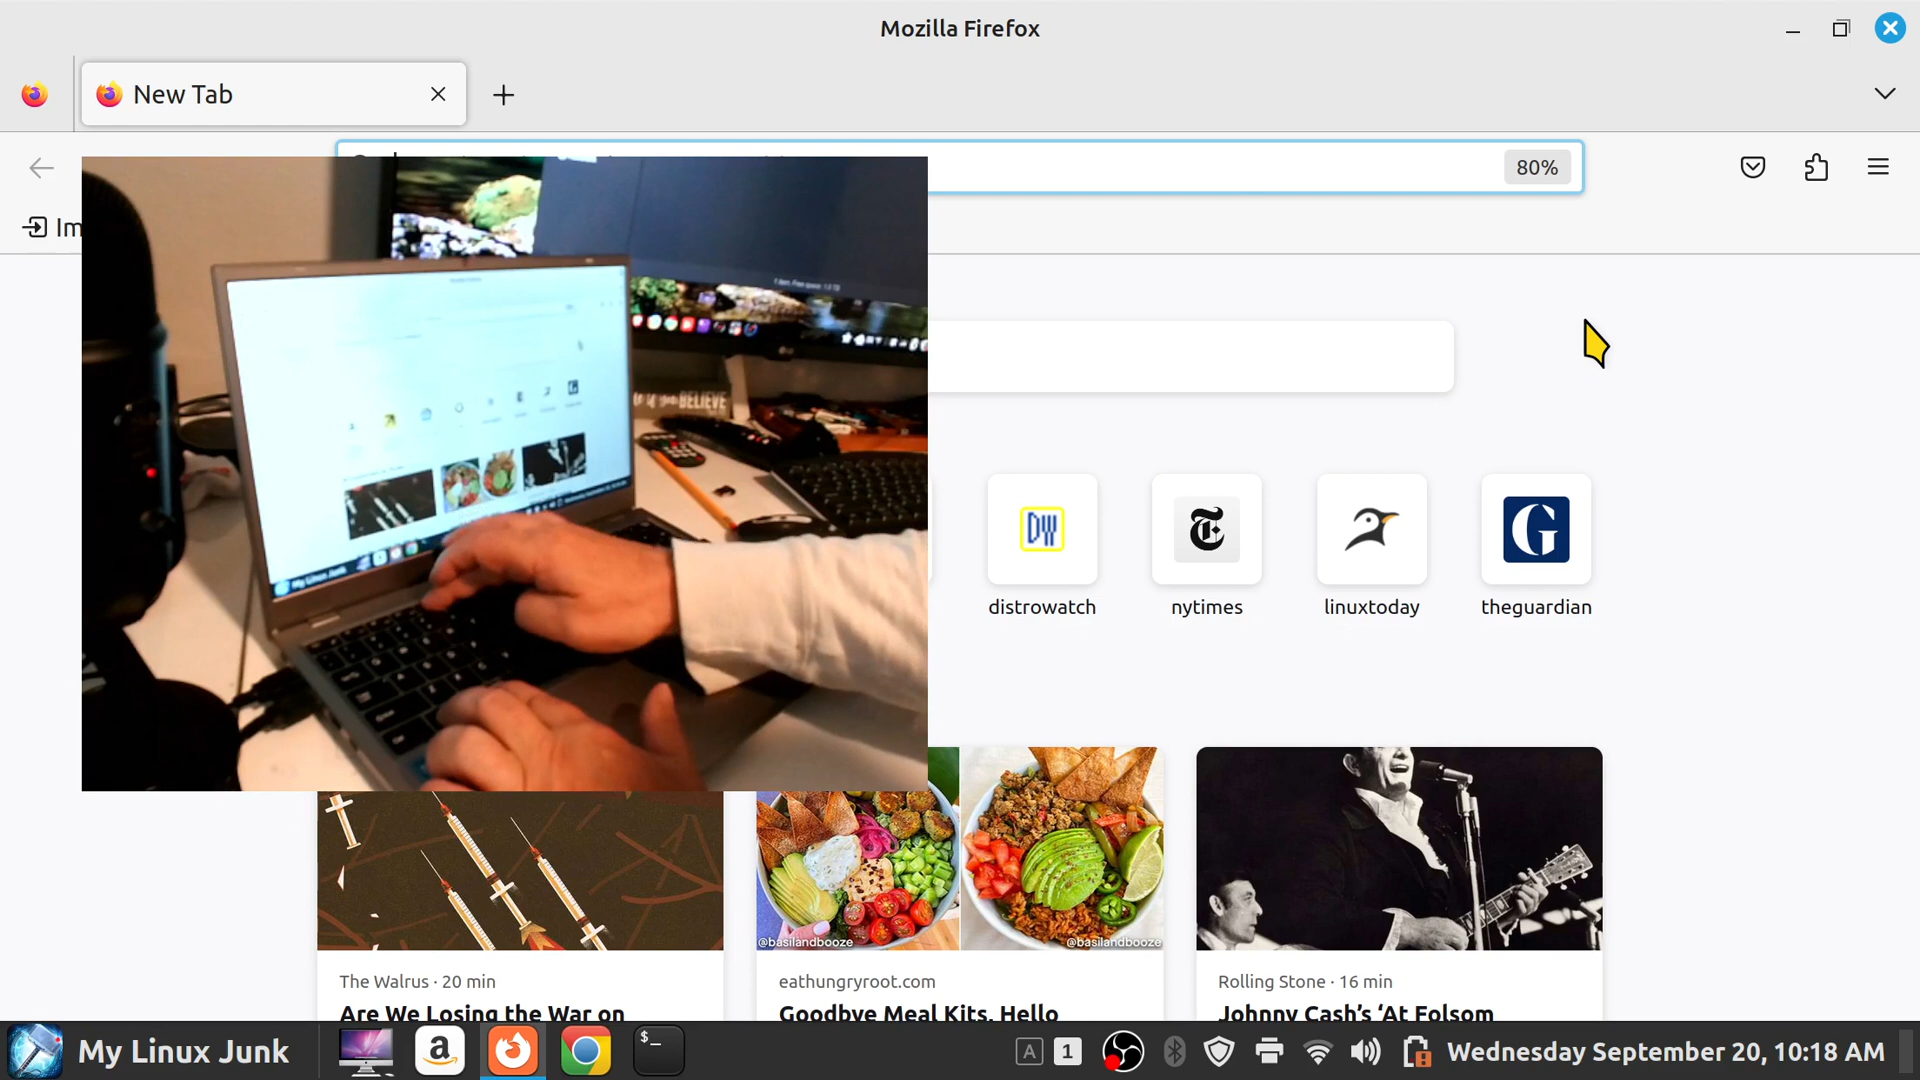 Mozilla Firefox
New Tab
80%
Im
BELIEVE
distrowatch
nytimes
linuxtoday
theguardian
@basilandbooze
@basilandbooze
The Walrus · 20 min
Are We Losing the War on
eathungryroot.com
Goodbye Meal Kits, Hello
Rolling Stone · 16 min
Johnny Cash’s ‘At Folsom
My Linux Junk
a
$_
A
1
Wednesday September 20, 10:18 AM